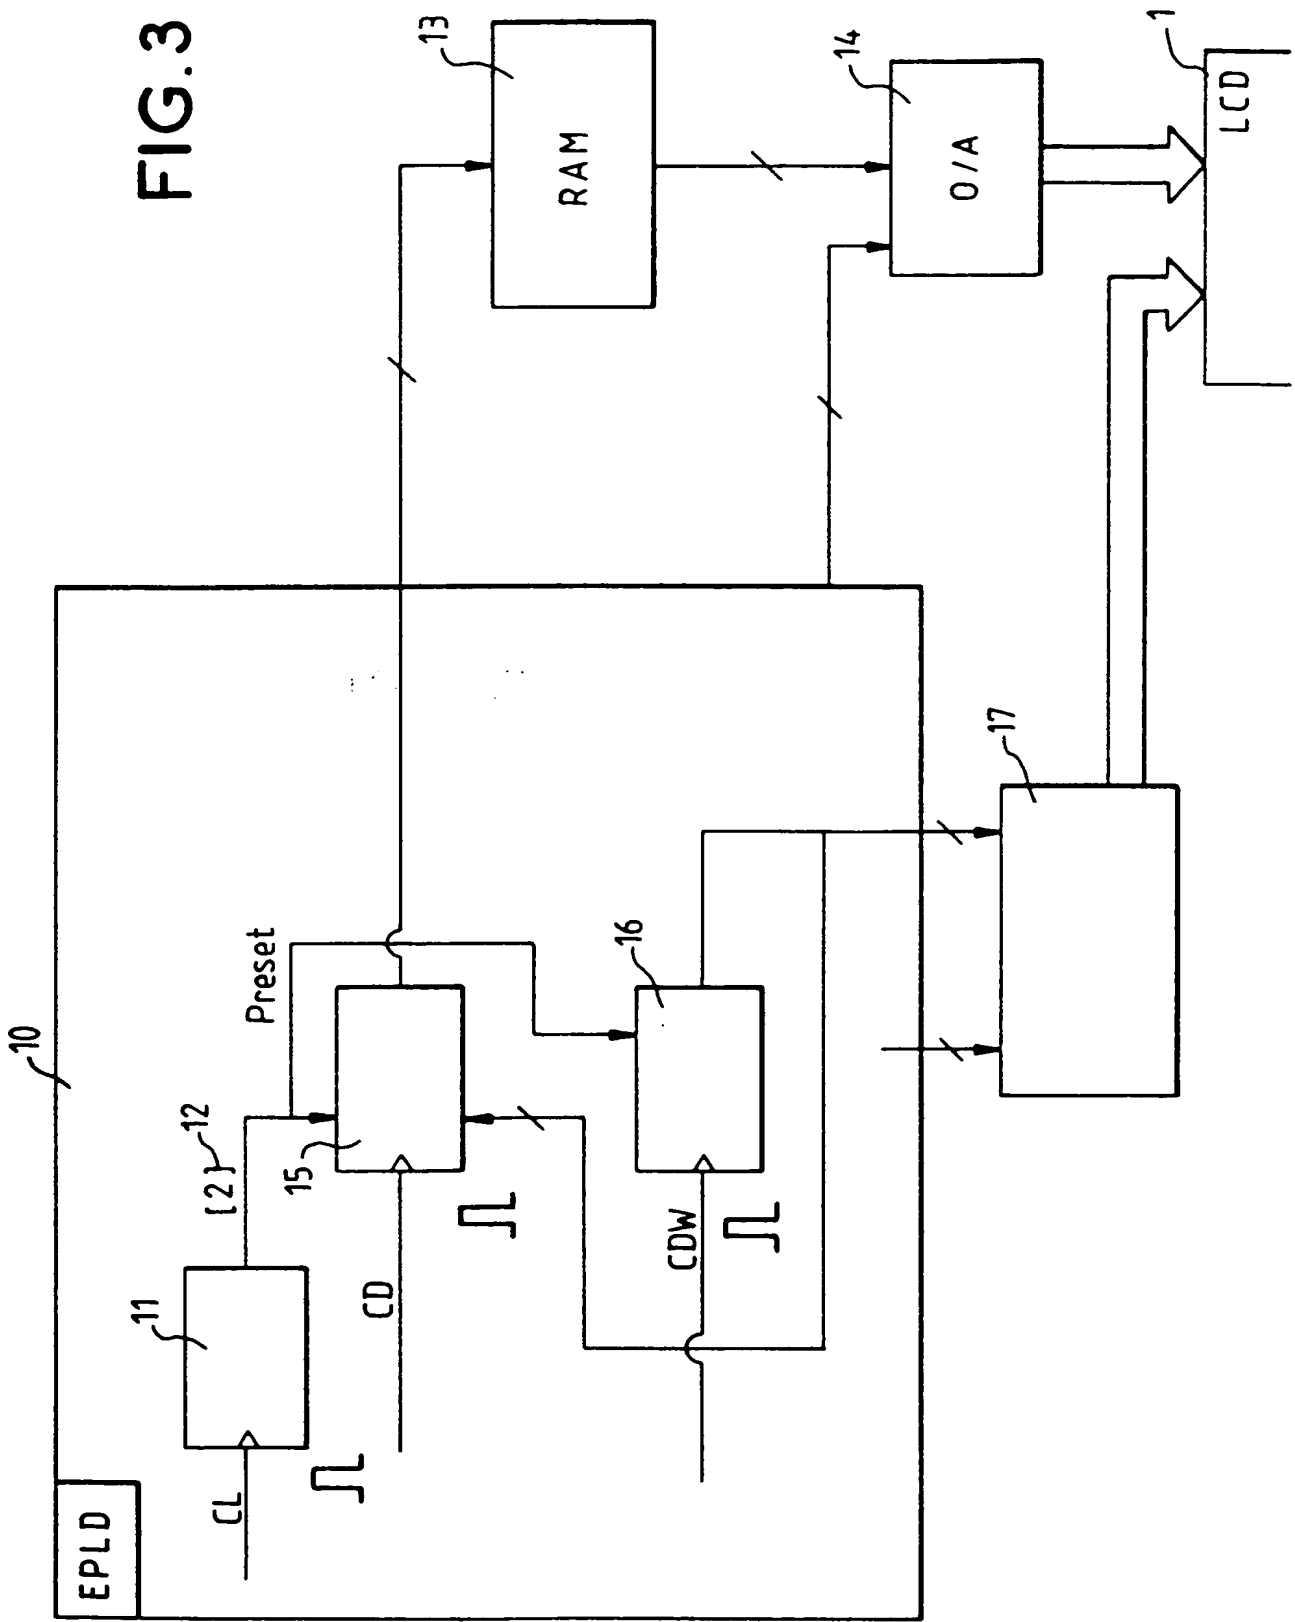 FIG.3
10
EPLD
CL
11
[2}
12
Preset
15
CD
16
CDW
13
RAM
14
O/A
17
1
LCD